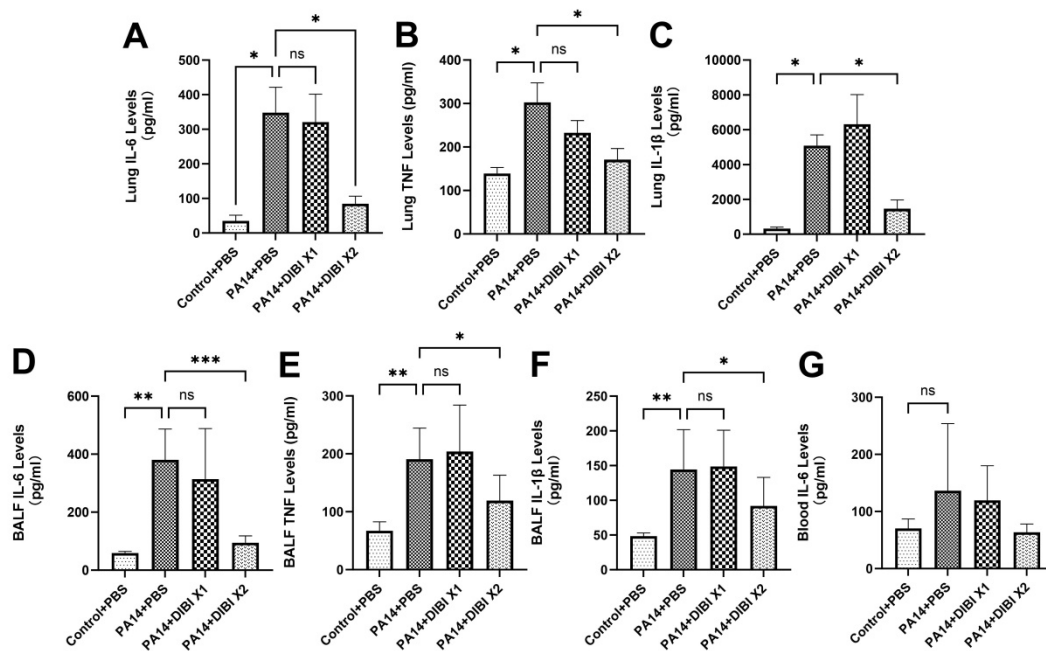 A
Lung IL-6 Levels
(pg/ml)
500
400
300
200
100
0
*
ns
*
Control+PBS
PA14+PBS
PA14+DIBI X1
PA14+DIBI X2
B
Lung TNF Levels (pg/ml)
400
300
200
100
0
*
ns
*
Control+PBS
PA14+PBS
PA14+DIBI X1
PA14+DIBI X2
C
Lung IL-1β Levels
(pg/ml)
8000
6000
4000
2000
0
*
*
Control+PBS
PA14+PBS
PA14+DIBI X1
PA14+DIBI X2
D
BALF IL-6 Levels
(pg/ml)
600
400
200
0
**
ns
***
Control+PBS
PA14+PBS
PA14+DIBI X1
PA14+DIBI X2
E
BALF TNF Levels (pg/ml)
300
200
100
0
**
ns
*
Control+PBS
PA14+PBS
PA14+DIBI X1
PA14+DIBI X2
F
BALF IL-1β Levels
(pg/ml)
250
200
150
100
50
0
**
ns
*
Control+PBS
PA14+PBS
PA14+DIBI X1
PA14+DIBI X2
G
Blood IL-6 Levels
(pg/ml)
300
200
100
0
ns
Control+PBS
PA14+PBS
PA14+DIBI X1
PA14+DIBI X2